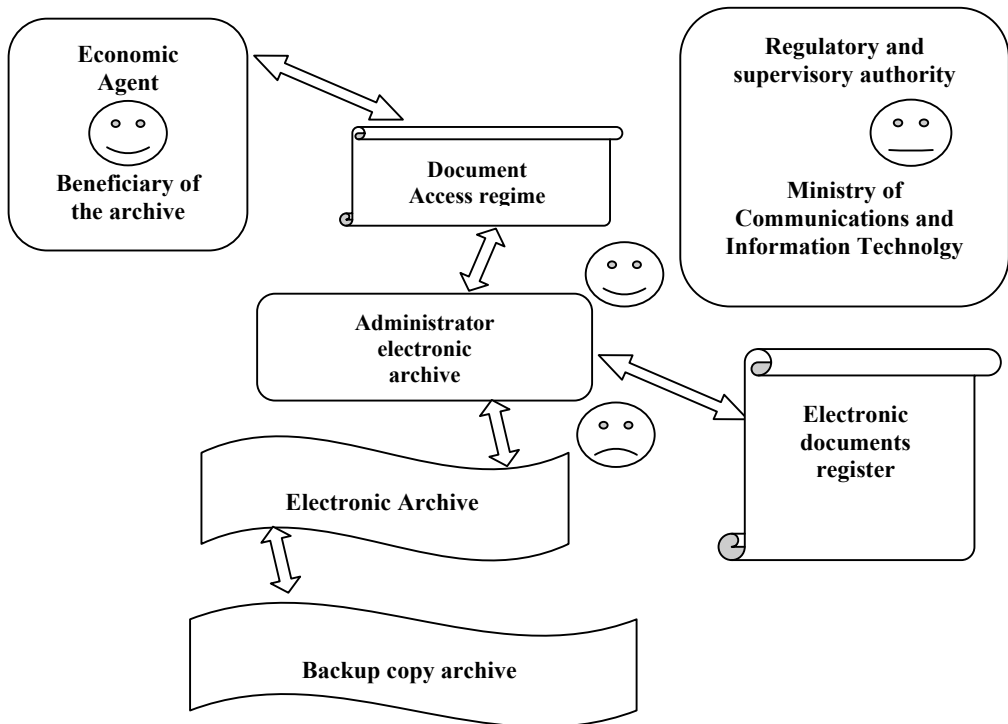 Economic
Agent
Beneficiary of
the archive
Regulatory and
supervisory authority
Ministry of
Communications and
Information Technolgy
Document
Access regime
Administrator
electronic
archive
Electronic
documents
register
Electronic Archive
Backup copy archive